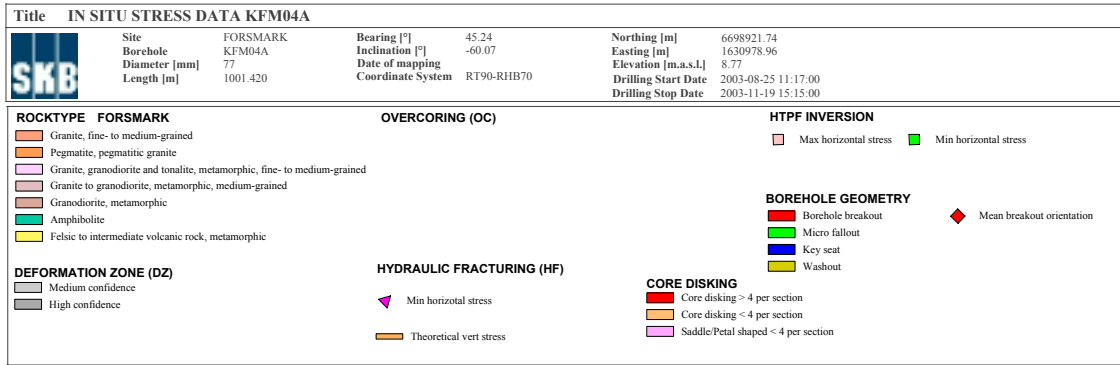 Title IN SITU STRESS DATA KFM04A
SKB
Site FORSMARK
Borehole KFM04A
Diameter [mm] 77
Length [m] 1001.420
Bearing [°] 45.24
Inclination [°] -60.07
Date of mapping
Coordinate System RT90-RHB70
Northing [m] 6698921.74
Easting [m] 1630978.96
Elevation [m.a.s.l.] 8.77
Drilling Start Date 2003-08-25 11:17:00
Drilling Stop Date 2003-11-19 15:15:00
ROCKTYPE FORSMARK
Granite, fine- to medium-grained
Pegmatite, pegmatitic granite
Granite, granodiorite and tonalite, metamorphic, fine- to medium-grained
Granite to granodiorite, metamorphic, medium-grained
Granodiorite, metamorphic
Amphibolite
Felsic to intermediate volcanic rock, metamorphic
DEFORMATION ZONE (DZ)
Medium confidence
High confidence
OVERCORING (OC)
HYDRAULIC FRACTURING (HF)
Min horizotal stress
Theoretical vert stress
HTPF INVERSION
Max horizontal stress Min horizontal stress
BOREHOLE GEOMETRY
Borehole breakout Mean breakout orientation
Micro fallout
Key seat
Washout
CORE DISKING
Core disking > 4 per section
Core disking < 4 per section
Saddle/Petal shaped < 4 per section